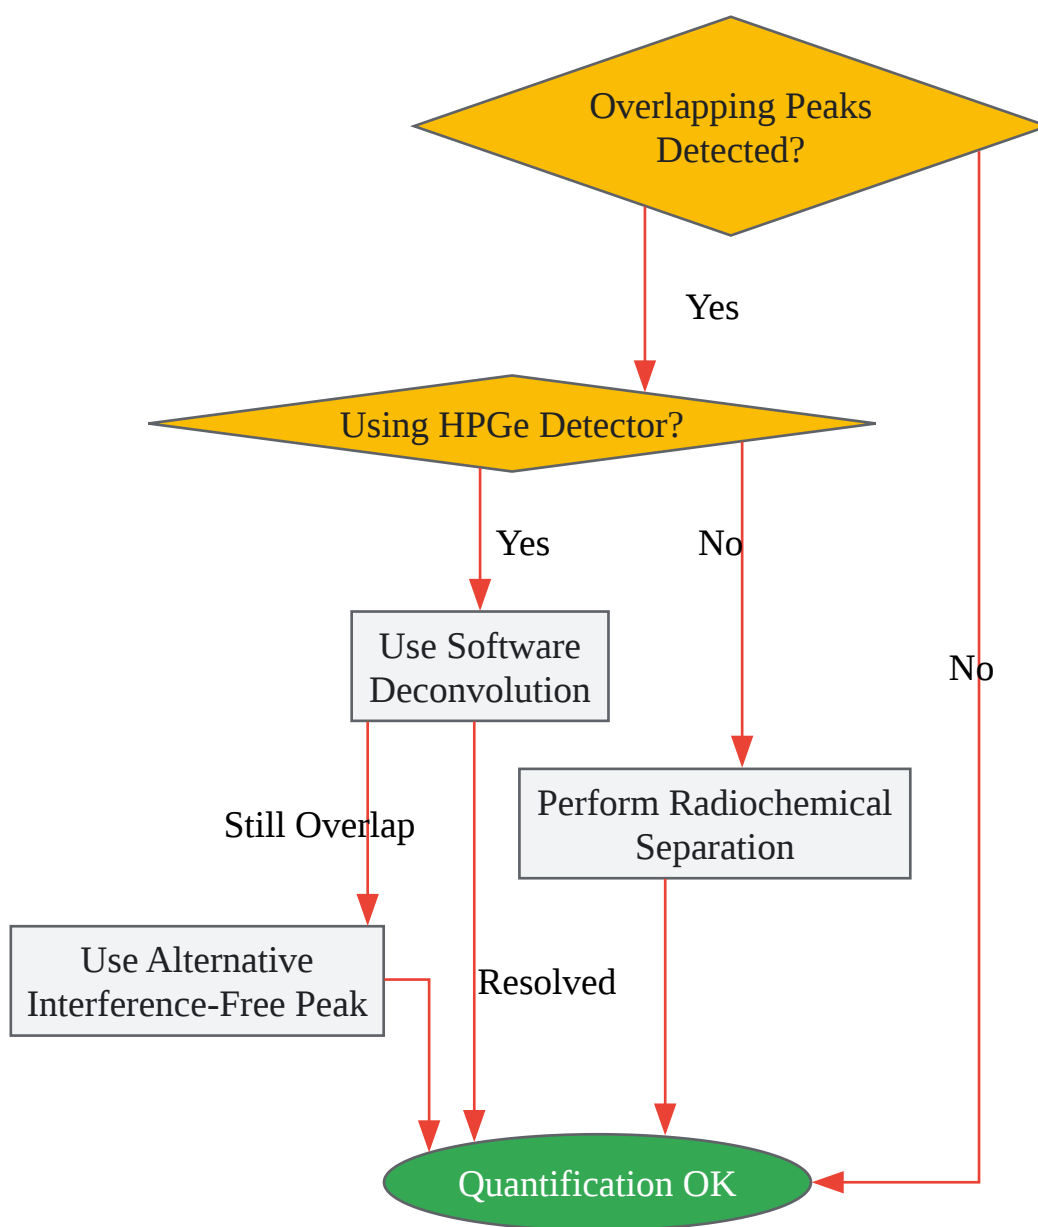 Overlapping Peaks
Detected?
Yes
Using HPGe Detector?
Yes
No
Use Software
Deconvolution
No
Perform Radiochemical
Separation
Still Overlap
Use Alternative
Interference-Free Peak
Resolved
Quantification OK